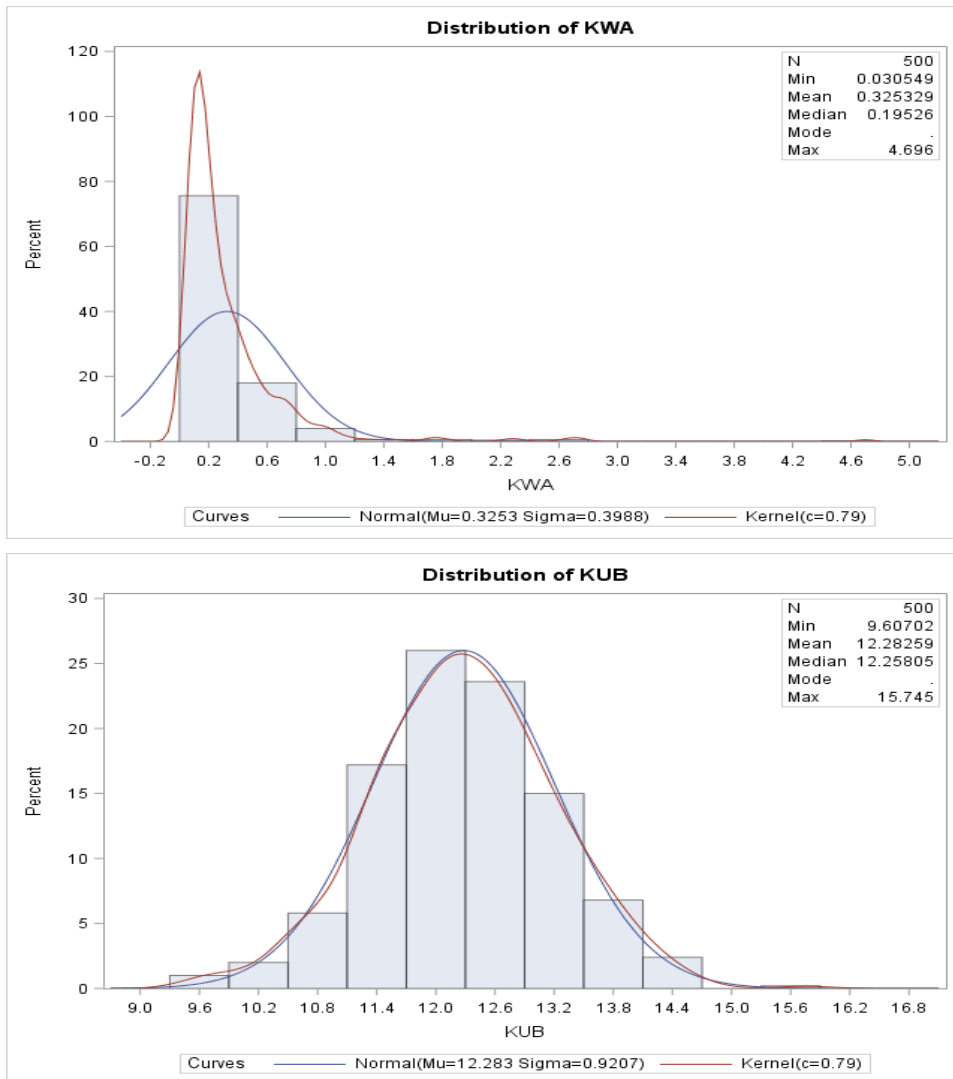 Distribution of KWA
120
100
80
60
40
20
0
Percent
N 500
Min 0.030549
Mean 0.325329
Median 0.19526
Mode .
Max 4.696
-0.2 0.2 0.6 1.0 1.4 1.8 2.2 2.6 3.0 3.4 3.8 4.2 4.6 5.0
KWA
Curves Normal(Mu=0.3253 Sigma=0.3988) Kernel(c=0.79)
Distribution of KUB
30
25
20
15
10
5
0
Percent
N 500
Min 9.60702
Mean 12.28259
Median 12.25805
Mode .
Max 15.745
9.0 9.6 10.2 10.8 11.4 12.0 12.6 13.2 13.8 14.4 15.0 15.6 16.2 16.8
KUB
Curves Normal(Mu=12.283 Sigma=0.9207) Kernel(c=0.79)